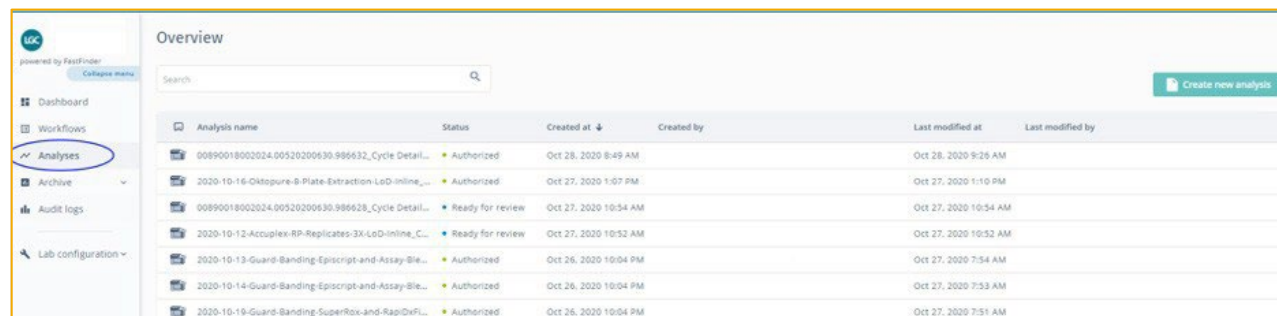 Overview
LGC
powered by FastFinder
Collapse menu
Search
Create new analysis
Dashboard
Workflows
Analyses
Archive
Audit logs
Lab configuration
Analysis name Status Created at Created by Last modified at Last modified by
00890018002024.00520200630.986632_Cycle Detail... Authorized Oct 28, 2020 8:49 AM Oct 28, 2020 9:26 AM
2020-10-16-Oktopure-8-Plate-Extraction-LoD-Inline_... Authorized Oct 27, 2020 1:07 PM Oct 27, 2020 1:10 PM
00890018002024.00520200630.986628_Cycle Detail... Ready for review Oct 27, 2020 10:54 AM Oct 27, 2020 10:54 AM
2020-10-12-Accuplex-RP-Replicates-3X-LoD-Inline_C... Ready for review Oct 27, 2020 10:52 AM Oct 27, 2020 10:52 AM
2020-10-13-Guard-Banding-Episcript-and-Assay-Ble... Authorized Oct 26, 2020 10:04 PM Oct 27, 2020 7:54 AM
2020-10-14-Guard-Banding-Episcript-and-Assay-Ble... Authorized Oct 26, 2020 10:04 PM Oct 27, 2020 7:53 AM
2020-10-19-Guard-Banding-SuperRox-and-RapiDxFi... Authorized Oct 26, 2020 10:04 PM Oct 27, 2020 7:51 AM